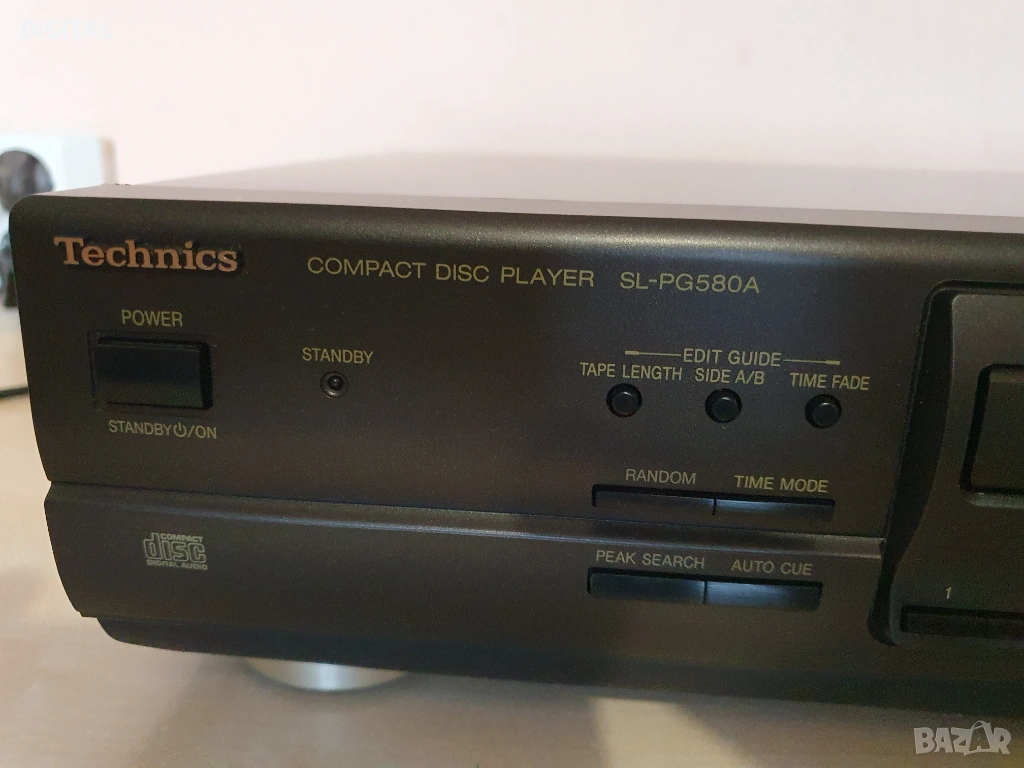 Technics
COMPACT DISC PLAYER SL-PG580A
POWER
STANDBY
STANDBY⏻/ON
EDIT GUIDE
TAPE LENGTH SIDE A/B TIME FADE
RANDOM TIME MODE
PEAK SEARCH AUTO CUE
COMPACT
disc
DIGITAL AUDIO
1
BAZAR